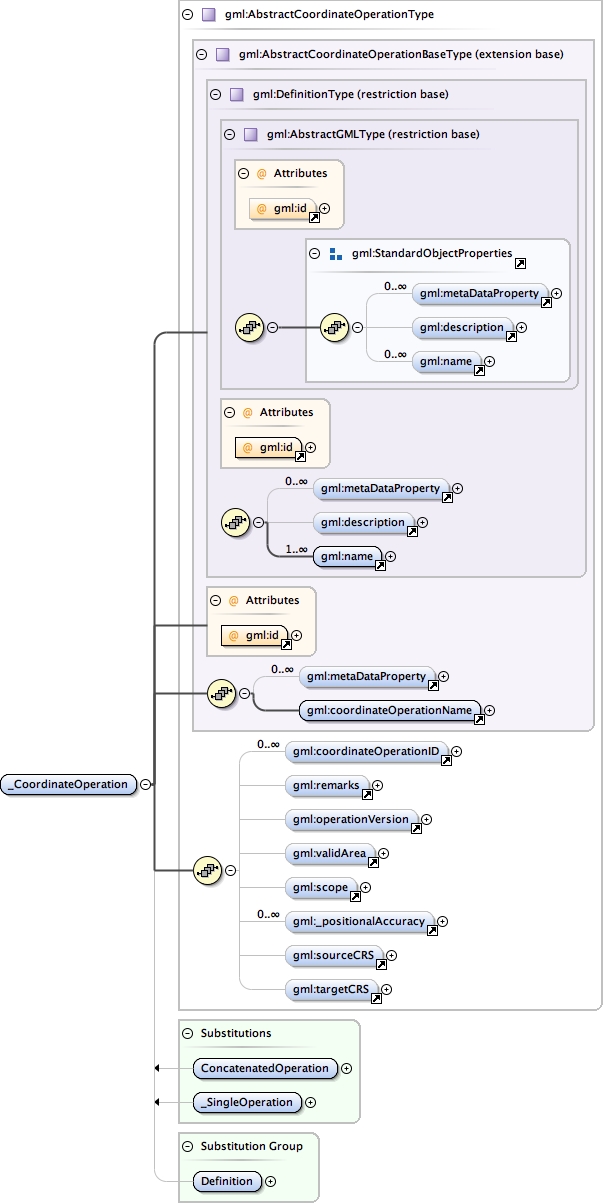 gml:AbstractCoordinateOperationType
gml:AbstractCoordinateOperationBaseType (extension base)
gml:DefinitionType (restriction base)
gml:AbstractGMLType (restriction base)
@ Attributes
@ gml:id
gml:StandardObjectProperties
0..∞
gml:metaDataProperty
gml:description
0..∞
gml:name
@ Attributes
@ gml:id
0..∞
gml:metaDataProperty
gml:description
1..∞
gml:name
@ Attributes
@ gml:id
0..∞
gml:metaDataProperty
gml:coordinateOperationName
0..∞
gml:coordinateOperationID
_CoordinateOperation
gml:remarks
gml:operationVersion
gml:validArea
gml:scope
0..∞
gml:_positionalAccuracy
gml:sourceCRS
gml:targetCRS
Substitutions
ConcatenatedOperation
_SingleOperation
Substitution Group
Definition